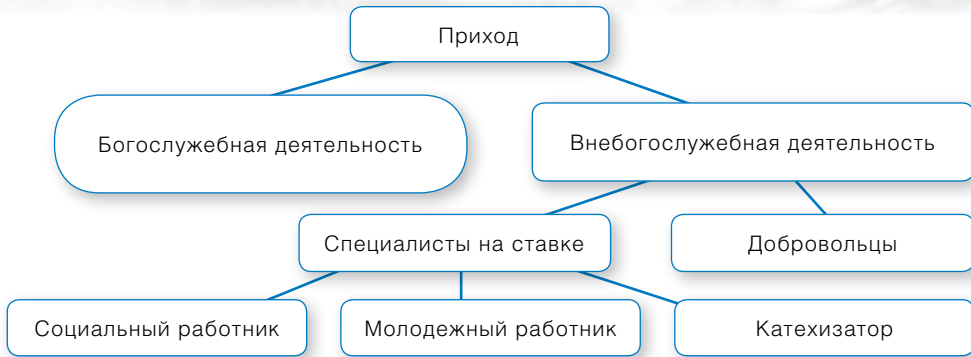 Приход
Богослужебная деятельность
Внебогослужебная деятельность
Специалисты на ставке
Добровольцы
Социальный работник
Молодежный работник
Катехизатор